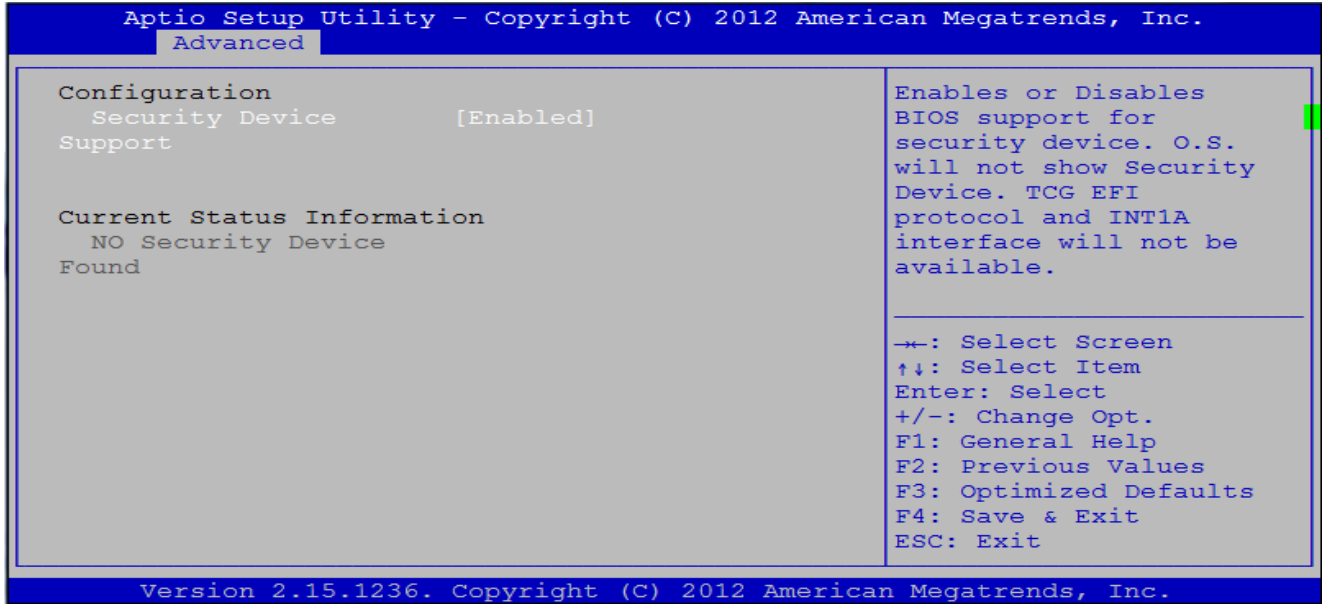 Aptio Setup Utility - Copyright (C) 2012 American Megatrends, Inc.
Advanced
Configuration
Security Device [Enabled]
Support
Current Status Information
NO Security Device
Found
Enables or Disables
BIOS support for
security device. O.S.
will not show Security
Device. TCG EFI
protocol and INT1A
interface will not be
available.
→←: Select Screen
↑↓: Select Item
Enter: Select
+/-: Change Opt.
F1: General Help
F2: Previous Values
F3: Optimized Defaults
F4: Save & Exit
ESC: Exit
Version 2.15.1236. Copyright (C) 2012 American Megatrends, Inc.